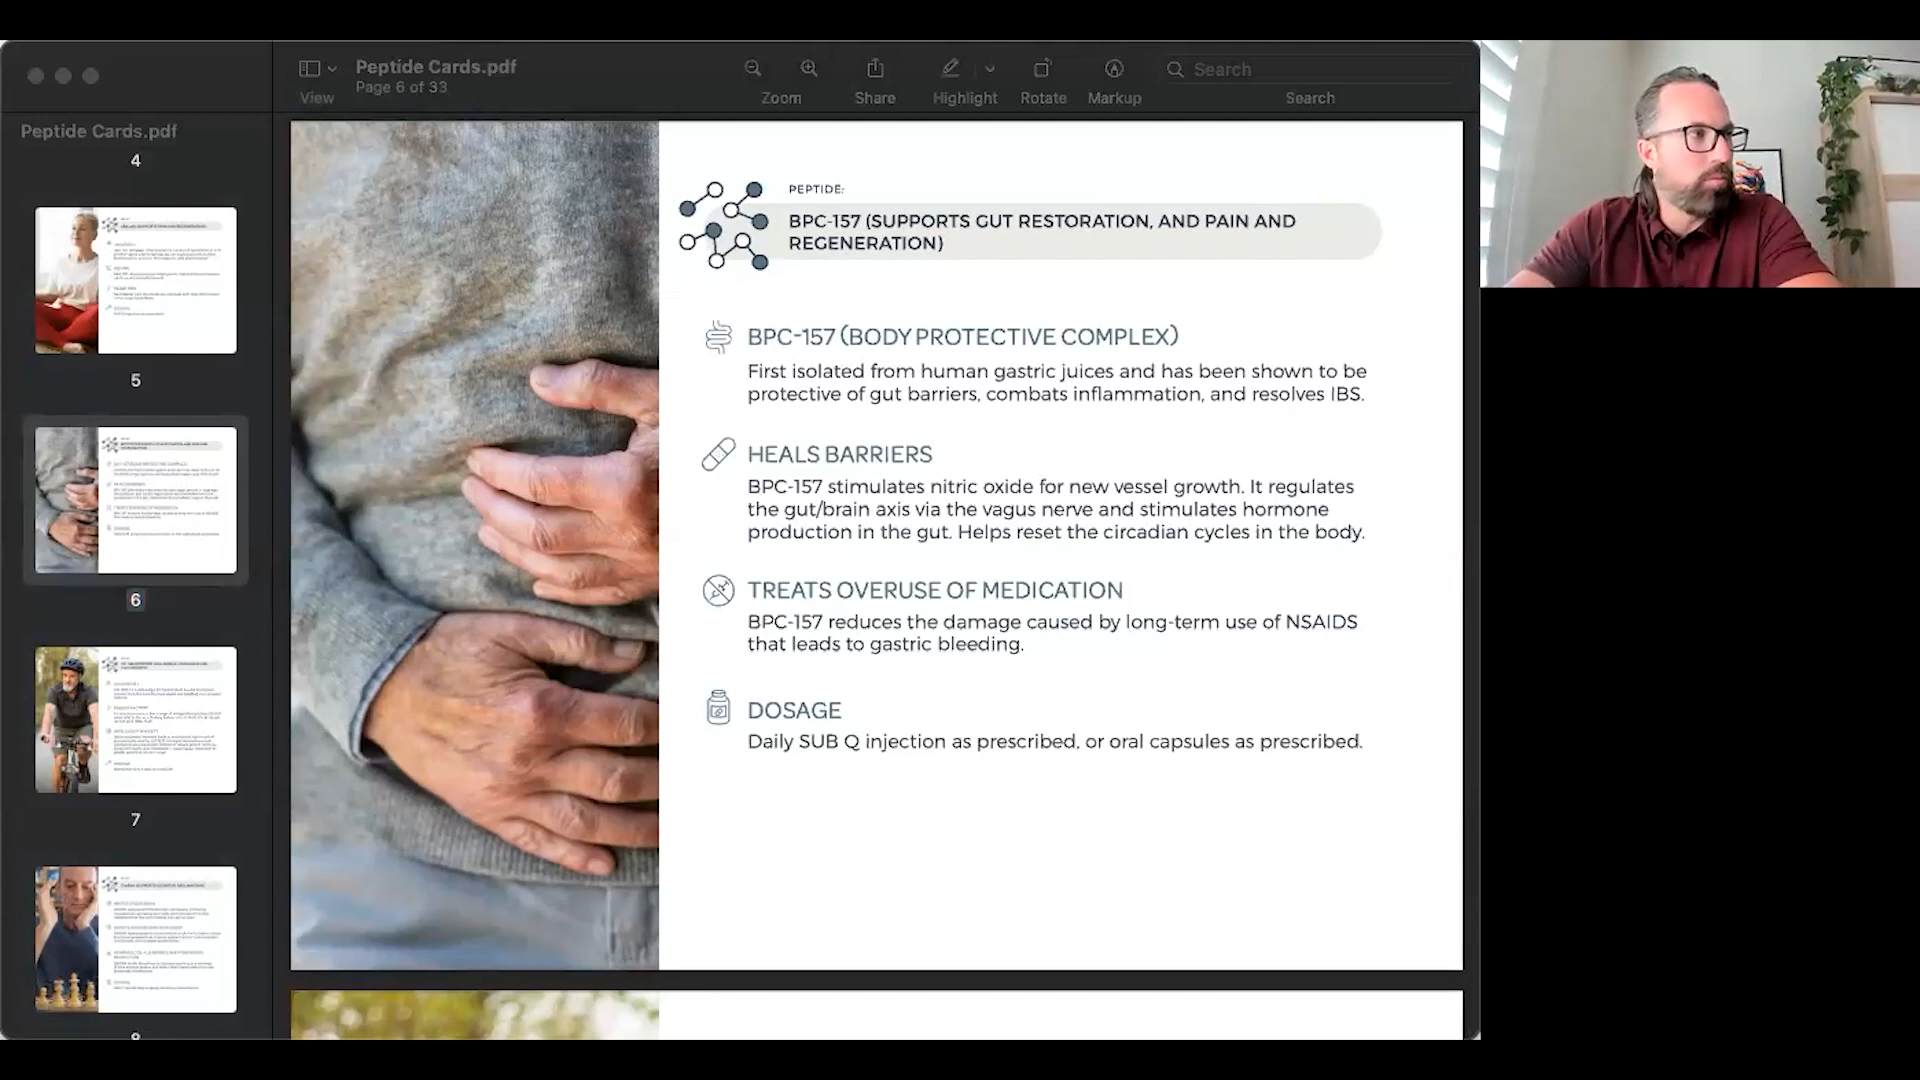 Peptide Cards.pdf
Page 6 of 33
View
Zoom
Share
Highlight
Rotate
Markup
Search
Search
Peptide Cards.pdf
4
5
6
7
PEPTIDE:
BPC-157 (SUPPORTS GUT RESTORATION, AND PAIN AND
REGENERATION)
BPC-157 (BODY PROTECTIVE COMPLEX)
First isolated from human gastric juices and has been shown to be
protective of gut barriers, combats inflammation, and resolves IBS.
HEALS BARRIERS
BPC-157 stimulates nitric oxide for new vessel growth. It regulates
the gut/brain axis via the vagus nerve and stimulates hormone
production in the gut. Helps reset the circadian cycles in the body.
TREATS OVERUSE OF MEDICATION
BPC-157 reduces the damage caused by long-term use of NSAIDS
that leads to gastric bleeding.
DOSAGE
Daily SUB Q injection as prescribed, or oral capsules as prescribed.